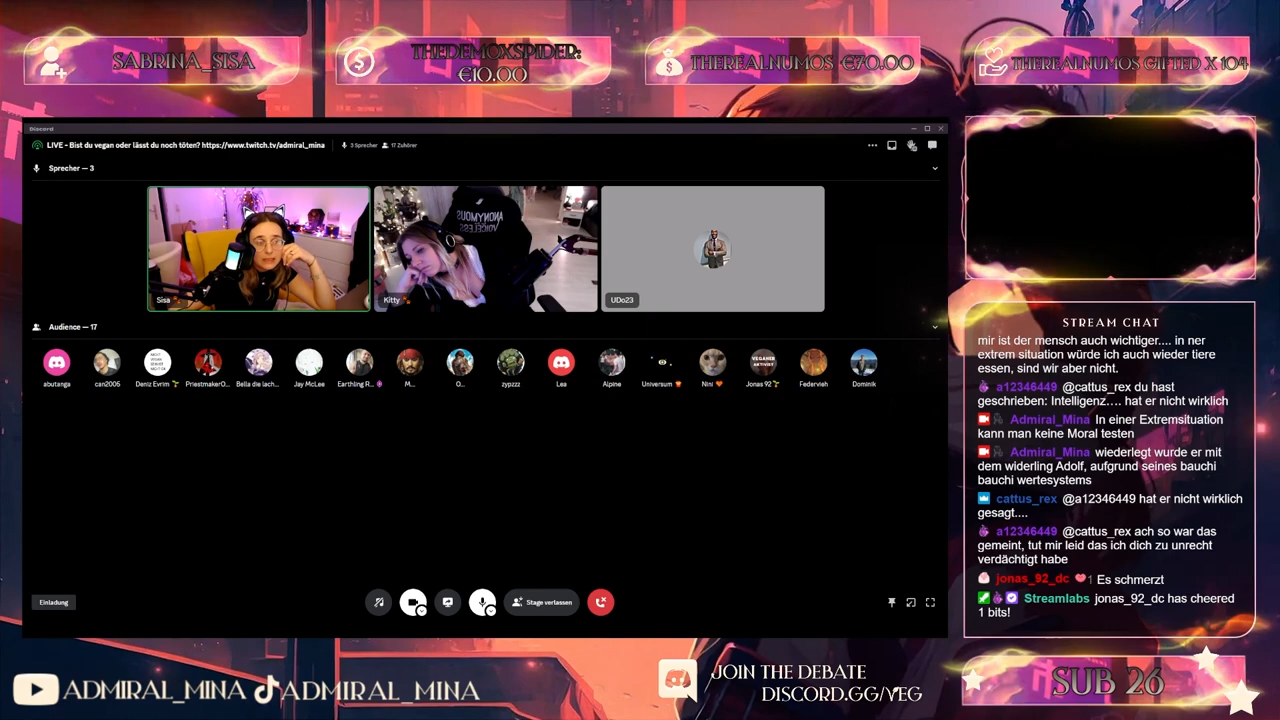 SABRINA_SISA
THEDEMOXSPIDER:
€10.00
THEREALNUMOS €70.00
THEREALNUMOS GIFTED X 104
Discord
LIVE - Bist du vegan oder lässt du noch töten? https://www.twitch.tv/admiral_mina
3 Sprecher
17 Zuhörer
Sprecher — 3
ANONYMOUS
VOICELESS
Sisa
Kitty
UDo23
Audience — 17
abutanga
can2005
Deniz Evrim
PriestmakerO...
Bella die lach...
Jay McLee
Earthling R...
M...
O...
zypzzz
Lea
Alpine
Universum
Nini
Jonas 92
Federvieh
Dominik
Einladung
Stage verlassen
STREAM CHAT
mir ist der mensch auch wichtiger.... in ner
extrem situation würde ich auch wieder tiere
essen, sind wir aber nicht.
a12346449 @cattus_rex du hast
geschrieben: Intelligenz.... hat er nicht wirklich
Admiral_Mina In einer Extremsituation
kann man keine Moral testen
Admiral_Mina wiederlegt wurde er mit
dem widerling Adolf, aufgrund seines bauchi
bauchi wertesystems
cattus_rex @a12346449 hat er nicht wirklich
gesagt....
a12346449 @cattus_rex ach so war das
gemeint, tut mir leid das ich dich zu unrecht
verdächtigt habe
jonas_92_dc 1 Es schmerzt
Streamlabs jonas_92_dc has cheered
1 bits!
ADMIRAL_MINA
ADMIRAL_MINA
JOIN THE DEBATE
DISCORD.GG/VEG
SUB 26